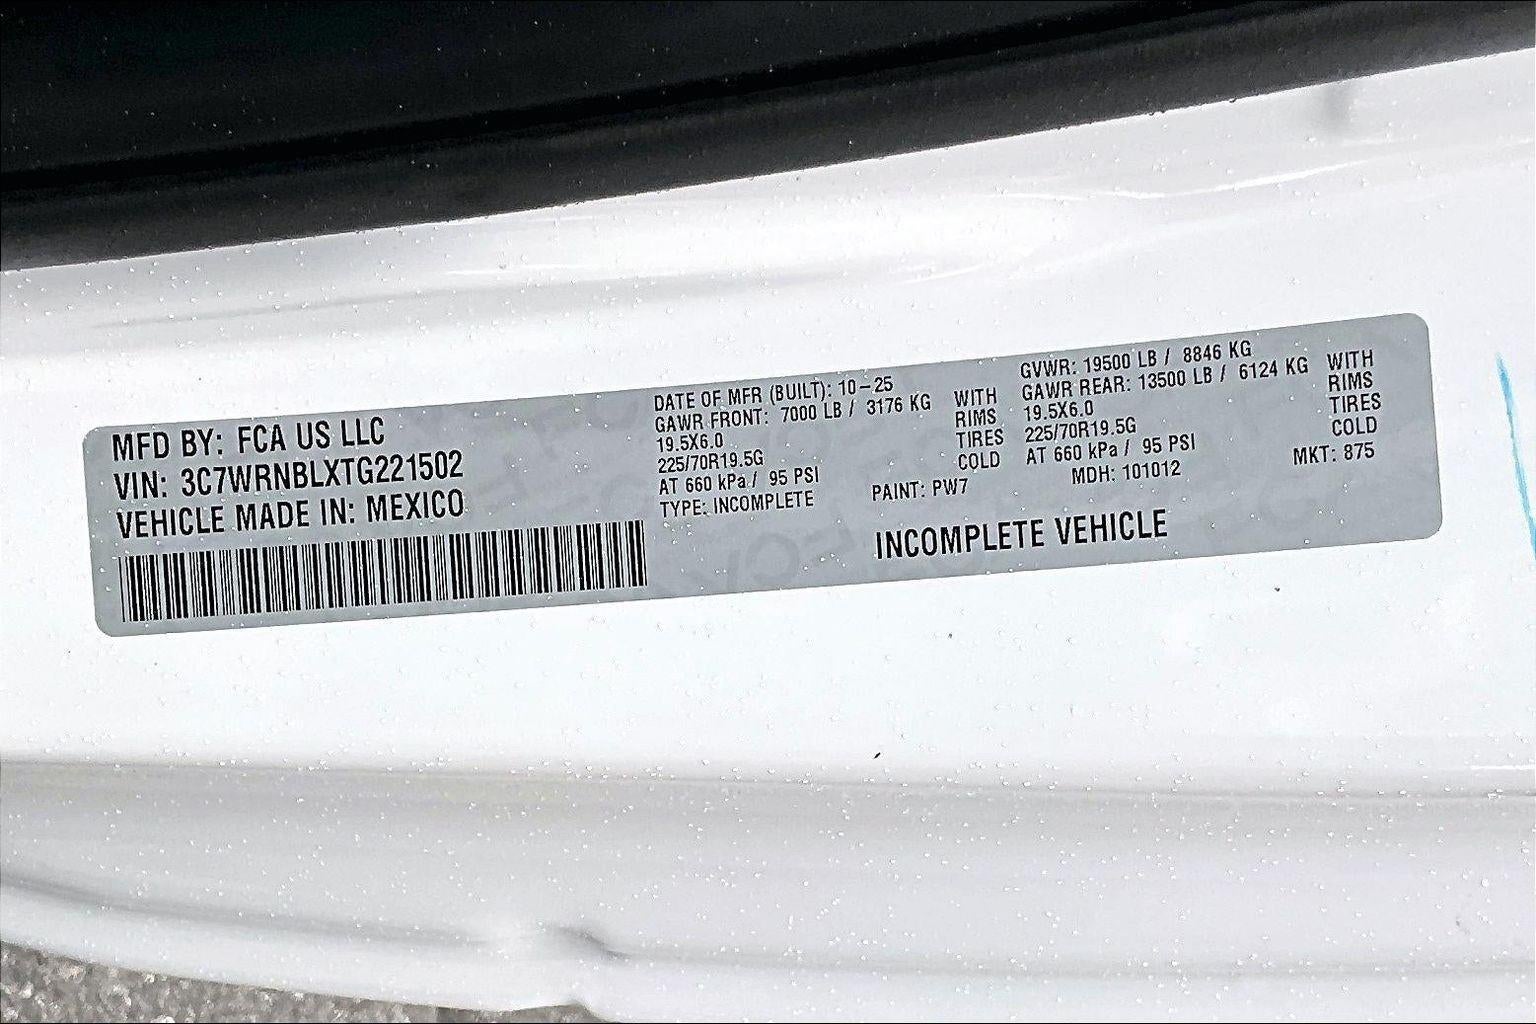 MFD BY: FCA US LLC
VIN: 3C7WRNBLXTG221502
VEHICLE MADE IN: MEXICO
DATE OF MFR (BUILT): 10-25
GAWR FRONT: 7000 LB / 3176 KG WITH
19.5X6.0 RIMS
225/70R19.5G TIRES
AT 660 kPa / 95 PSI COLD
TYPE: INCOMPLETE
PAINT: PW7
GVWR: 19500 LB / 8846 KG
GAWR REAR: 13500 LB / 6124 KG WITH
19.5X6.0 RIMS
225/70R19.5G TIRES
AT 660 kPa / 95 PSI COLD
MDH: 101012
MKT: 875
INCOMPLETE VEHICLE